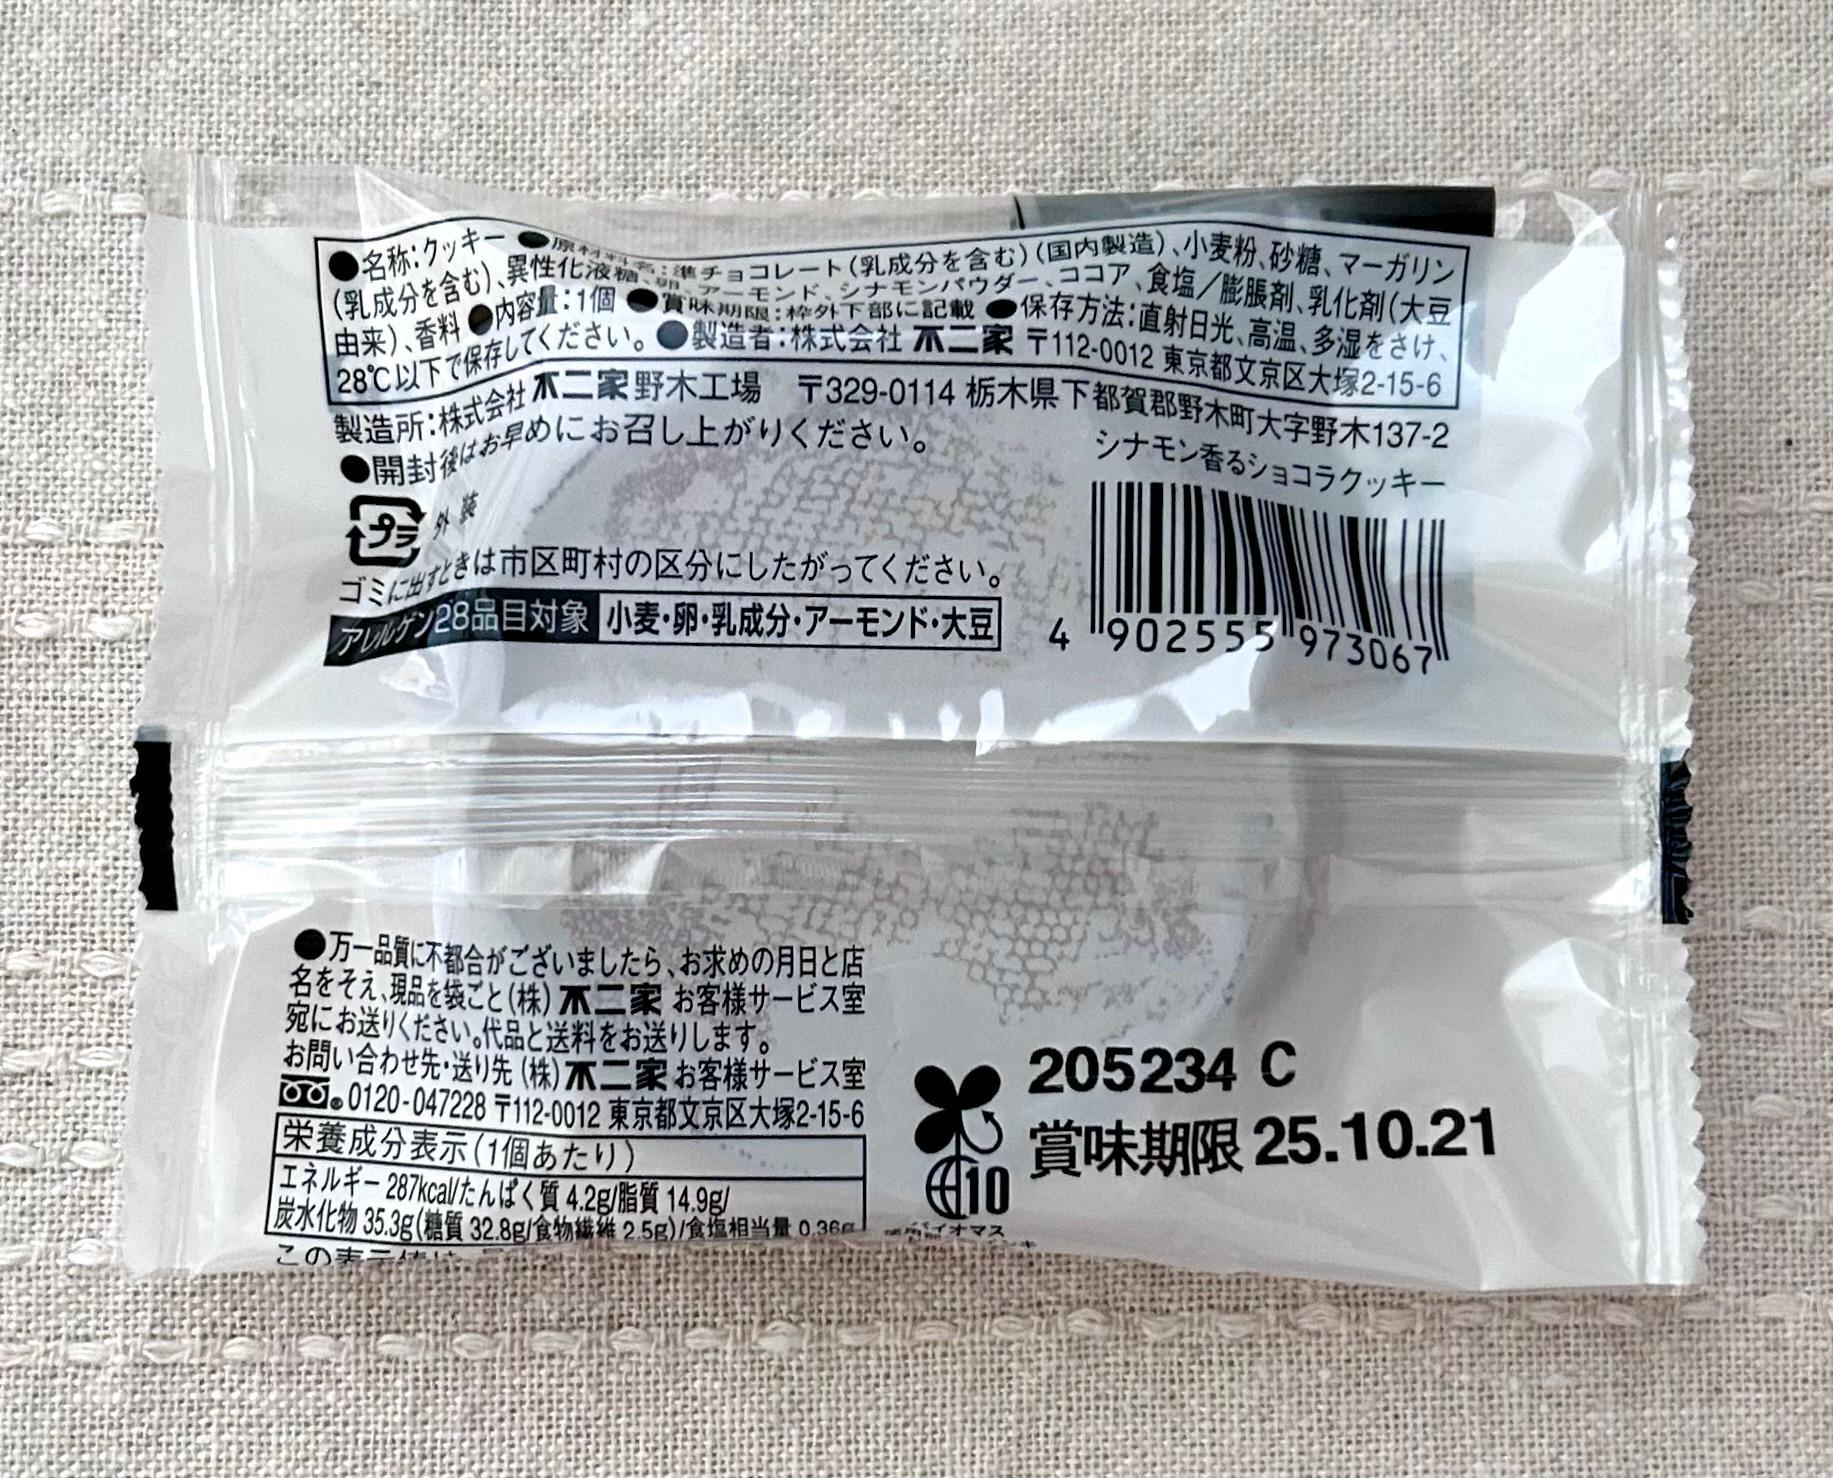 ●名称:クッキー ●原材料名:準チョコレート(乳成分を含む)(国内製造)、小麦粉、砂糖、マーガリン
(乳成分を含む)、異性化液糖、卵、アーモンド、シナモンパウダー、ココア、食塩/膨脹剤、乳化剤(大豆
由来)、香料 ●内容量:1個 ●賞味期限:枠外下部に記載 ●保存方法:直射日光、高温、多湿をさけ、
28℃以下で保存してください。●製造者:株式会社 不二家 〒112-0012 東京都文京区大塚2-15-6
製造所:株式会社 不二家 野木工場 〒329-0114 栃木県下都賀郡野木町大字野木137-2
●開封後はお早めにお召し上がりください。
シナモン香るショコラクッキー
プラ 外装
ゴミに出すときは市区町村の区分にしたがってください。
アレルゲン28品目対象 小麦・卵・乳成分・アーモンド・大豆
4 902555 973067
●万一品質に不都合がございましたら、お求めの月日と店
名をそえ、現品を袋ごと(株)不二家 お客様サービス室
宛にお送りください。代品と送料をお送りします。
お問い合わせ先・送り先 (株)不二家 お客様サービス室
0120-047228 〒112-0012 東京都文京区大塚2-15-6
栄養成分表示(1個あたり)
エネルギー 287kcal/たんぱく質 4.2g/脂質 14.9g/
炭水化物 35.3g(糖質 32.8g/食物繊維 2.5g)/食塩相当量 0.36g
この表示値は、
205234 C
賞味期限 25.10.21
10
バイオマス